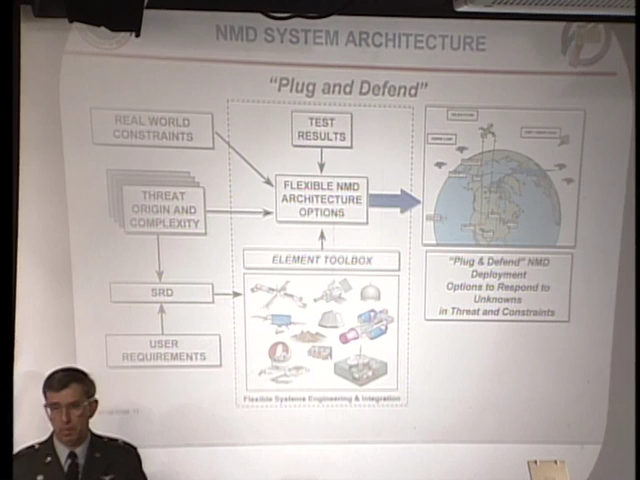 NMD SYSTEM ARCHITECTURE
"Plug and Defend"
REAL WORLD
CONSTRAINTS
TEST
RESULTS
THREAT
ORIGIN AND
COMPLEXITY
FLEXIBLE NMD
ARCHITECTURE
OPTIONS
ELEMENT TOOLBOX
SRD
USER
REQUIREMENTS
"Plug & Defend" NMD
Deployment
Options to Respond to
Unknowns
in Threat and Constraints
Flexible Systems Engineering & Integration